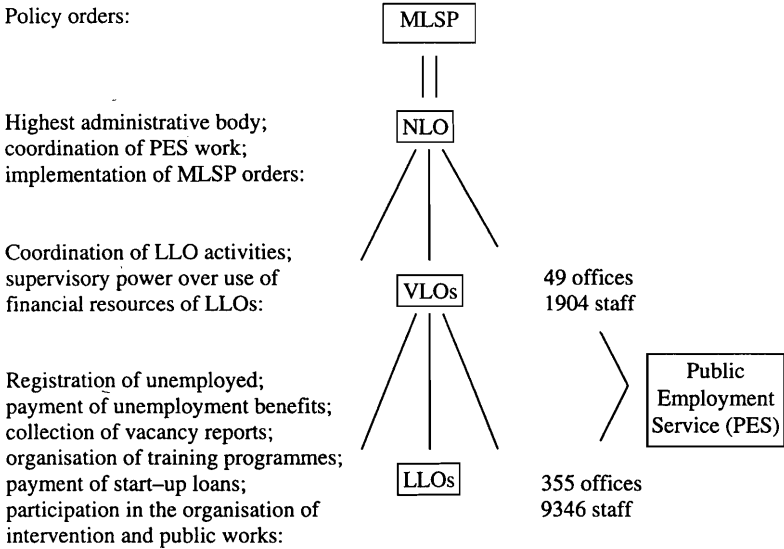 Policy orders:
MLSP
Highest administrative body;
coordination of PES work;
implementation of MLSP orders:
NLO
Coordination of LLO activities;
supervisory power over use of
financial resources of LLOs:
VLOs
49 offices
1904 staff
Public
Employment
Service (PES)
Registration of unemployed;
payment of unemployment benefits;
collection of vacancy reports;
organisation of training programmes;
payment of start–up loans;
participation in the organisation of
intervention and public works:
LLOs
355 offices
9346 staff